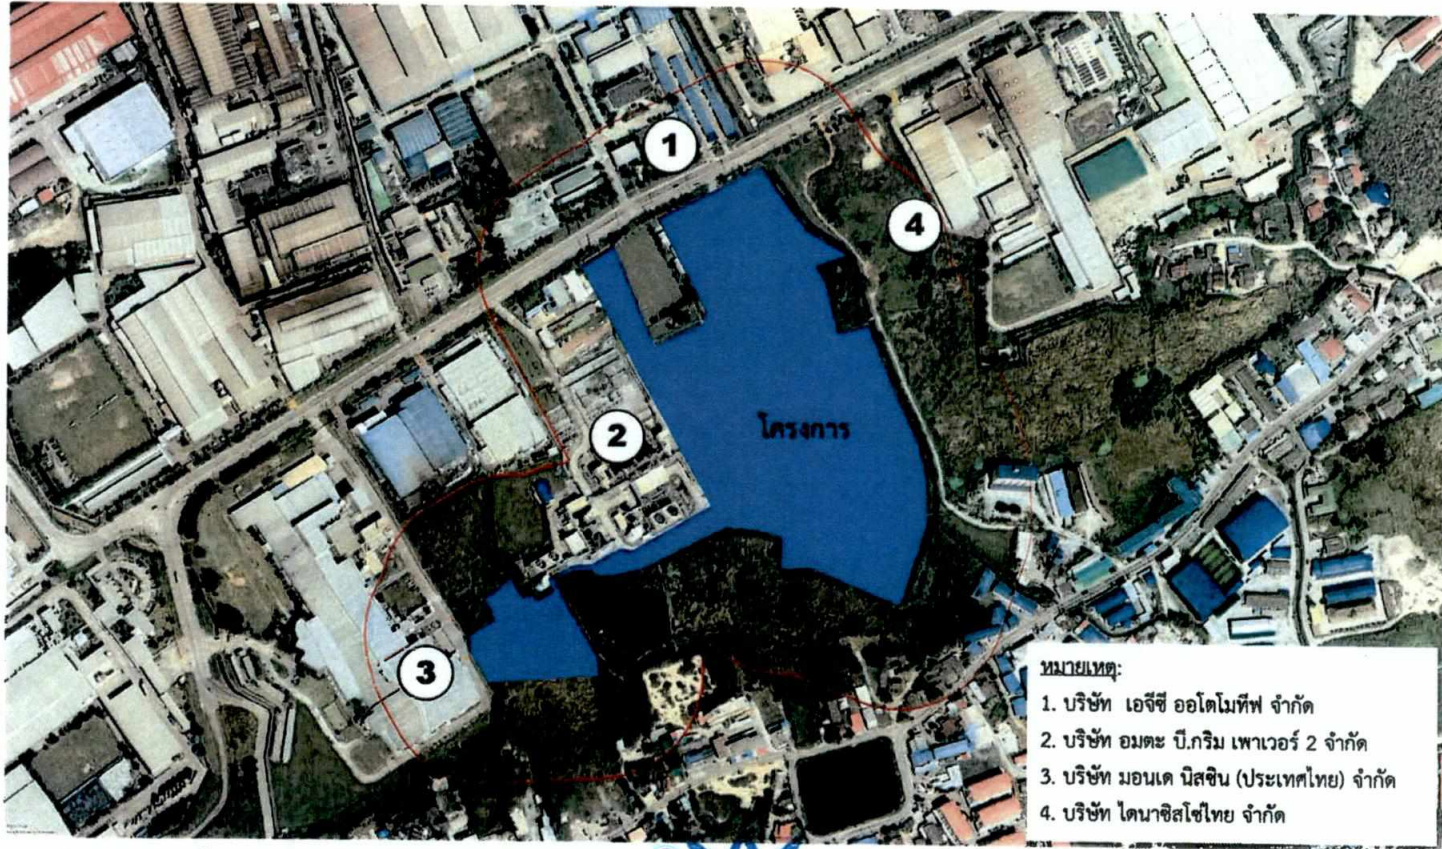 1
4
โครงการ
2
3
หมายเหตุ:
1. บริษัท เอจีซี ออโตโมทีฟ จำกัด
2. บริษัท อมตะ บี.กริม เพาเวอร์ 2 จำกัด
3. บริษัท มอนเด นิสซิน (ประเทศไทย) จำกัด
4. บริษัท ไดนาชิสโซ่ไทย จำกัด